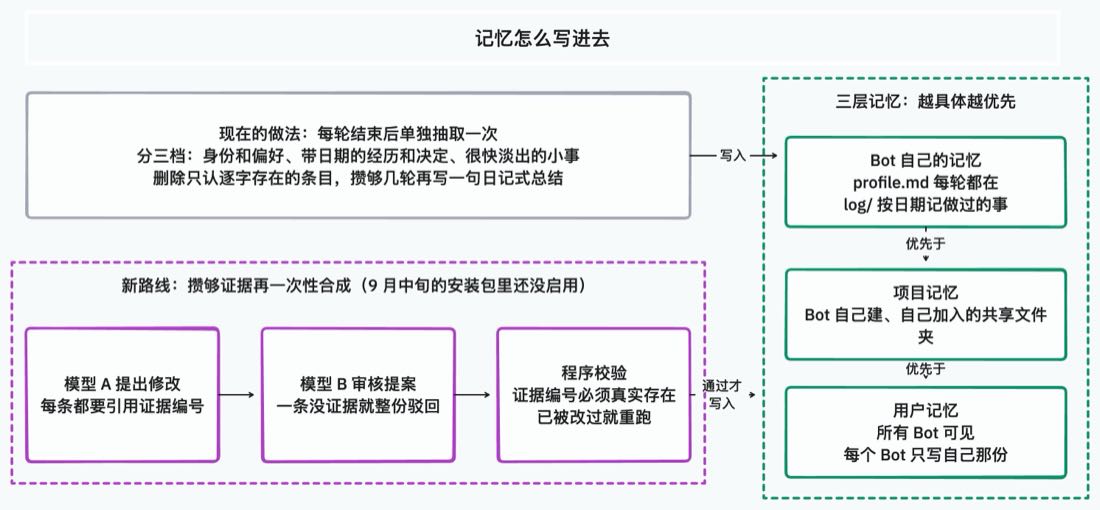 记忆怎么写进去
现在的做法：每轮结束后单独抽取一次
分三档：身份和偏好、带日期的经历和决定、很快淡出的小事
删除只认逐字存在的条目，攒够几轮再写一句日记式总结
写入
三层记忆：越具体越优先
Bot 自己的记忆
profile.md 每轮都在
log/ 按日期记做过的事
优先于
项目记忆
Bot 自己建、自己加入的共享文件
夹
优先于
用户记忆
所有 Bot 可见
每个 Bot 只写自己那份
新路线：攒够证据再一次性合成（9 月中旬的安装包里还没启用）
模型 A 提出修改
每条都要引用证据编号
模型 B 审核提案
一条没证据就整份驳回
程序校验
证据编号必须真实存在
已被改过就重跑
通过才
写入